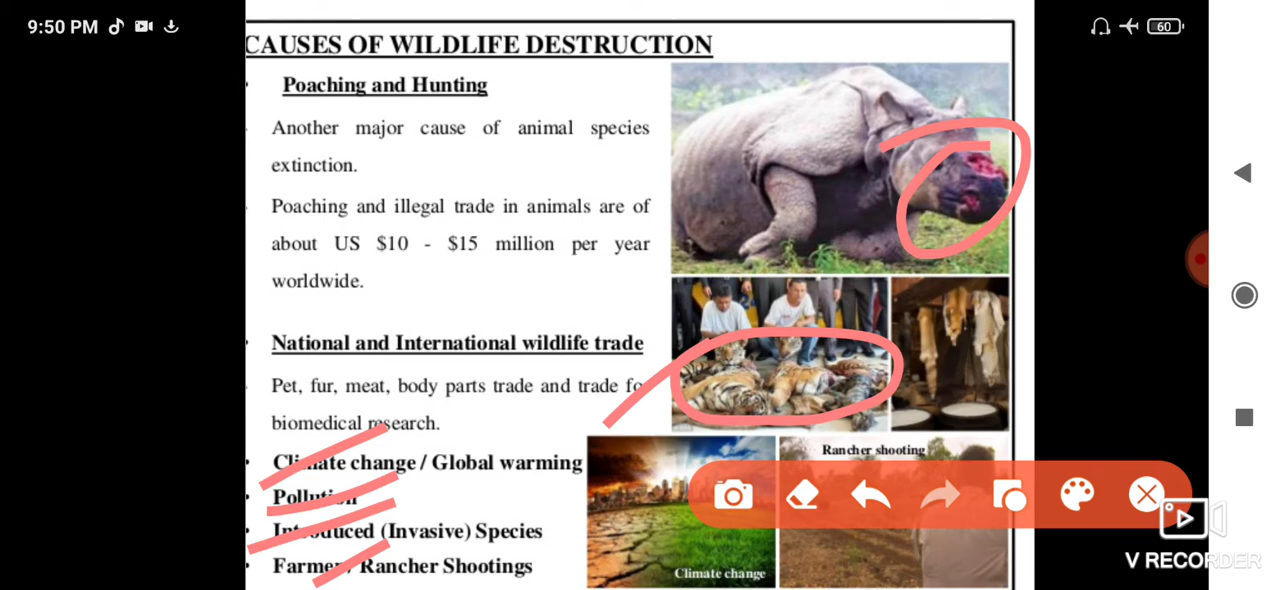 9:50 PM
60
CAUSES OF WILDLIFE DESTRUCTION
Poaching and Hunting
Another major cause of animal species
extinction.
Poaching and illegal trade in animals are of
about US $10 - $15 million per year
worldwide.
National and International wildlife trade
Pet, fur, meat, body parts trade and trade fo
biomedical research.
Climate change / Global warming
Pollution
Introduced (Invasive) Species
Farmer / Rancher Shootings
Rancher shooting
Climate change
V RECORDER